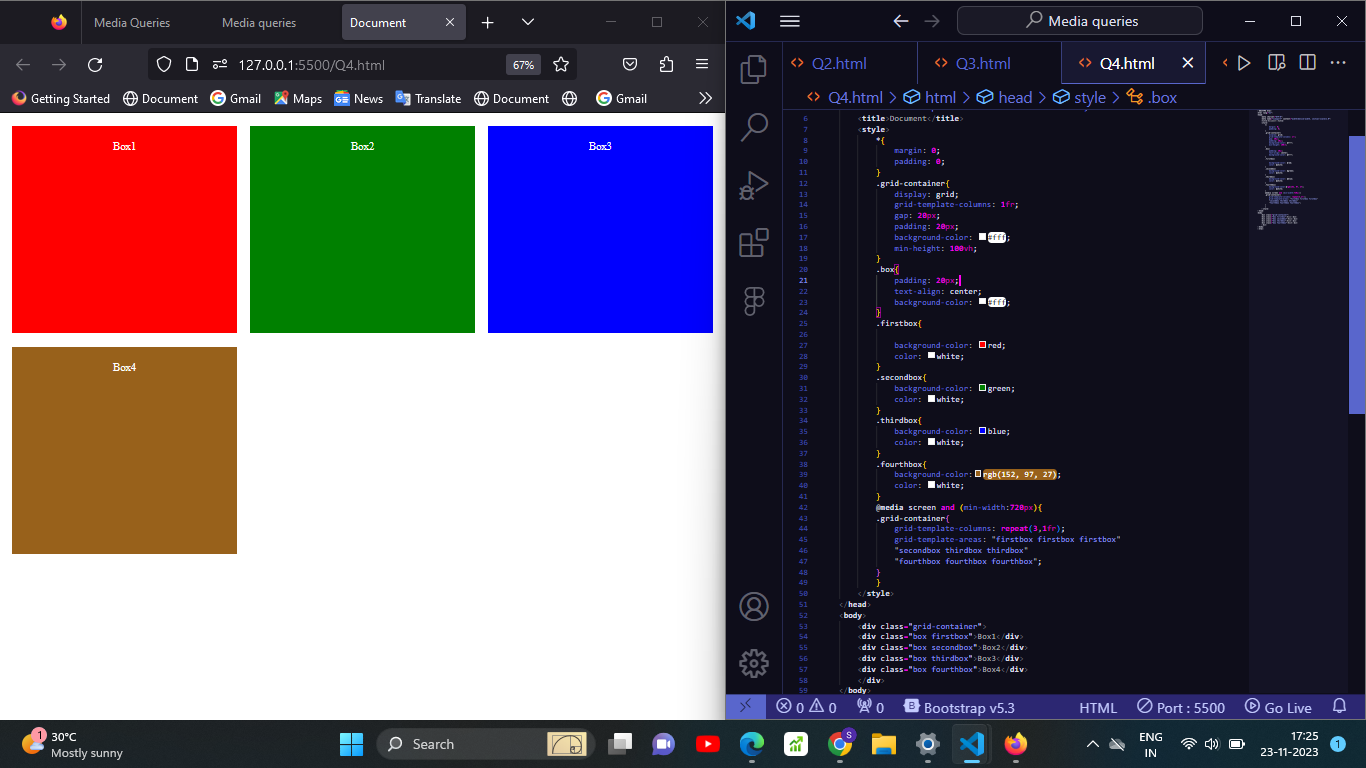 Media Queries
Media queries
Document
127.0.0.1:5500/Q4.html
67%
Getting Started
Document
Gmail
Maps
News
Translate
Document
Gmail
Box1
Box2
Box3
Box4
Media queries
Q2.html
Q3.html
Q4.html
Q4.html > html > head > style > .box
6 <title>Document</title>
7 <style>
8 *{
9 margin: 0;
10 padding: 0;
11 }
12 .grid-container{
13 display: grid;
14 grid-template-columns: 1fr;
15 gap: 20px;
16 padding: 20px;
17 background-color: #fff;
18 min-height: 100vh;
19 }
20 .box{
21 padding: 20px;
22 text-align: center;
23 background-color: #fff;
24 }
25 .firstbox{
26
27 background-color: red;
28 color: white;
29 }
30 .secondbox{
31 background-color: green;
32 color: white;
33 }
34 .thirdbox{
35 background-color: blue;
36 color: white;
37 }
38 .fourthbox{
39 background-color: rgb(152, 97, 27);
40 color: white;
41 }
42 @media screen and (min-width:720px){
43 .grid-container{
44 grid-template-columns: repeat(3,1fr);
45 grid-template-areas: "firstbox firstbox firstbox"
46 "secondbox thirdbox thirdbox"
47 "fourthbox fourthbox fourthbox";
48 }
49 }
50 </style>
51 </head>
52 <body>
53 <div class="grid-container">
54 <div class="box firstbox">Box1</div>
55 <div class="box secondbox">Box2</div>
56 <div class="box thirdbox">Box3</div>
57 <div class="box fourthbox">Box4</div>
58 </div>
59 </body>
0 0 0 Bootstrap v5.3 HTML Port : 5500 Go Live
1
30°C
Mostly sunny
Search
S
ENG
IN
17:25
23-11-2023
1